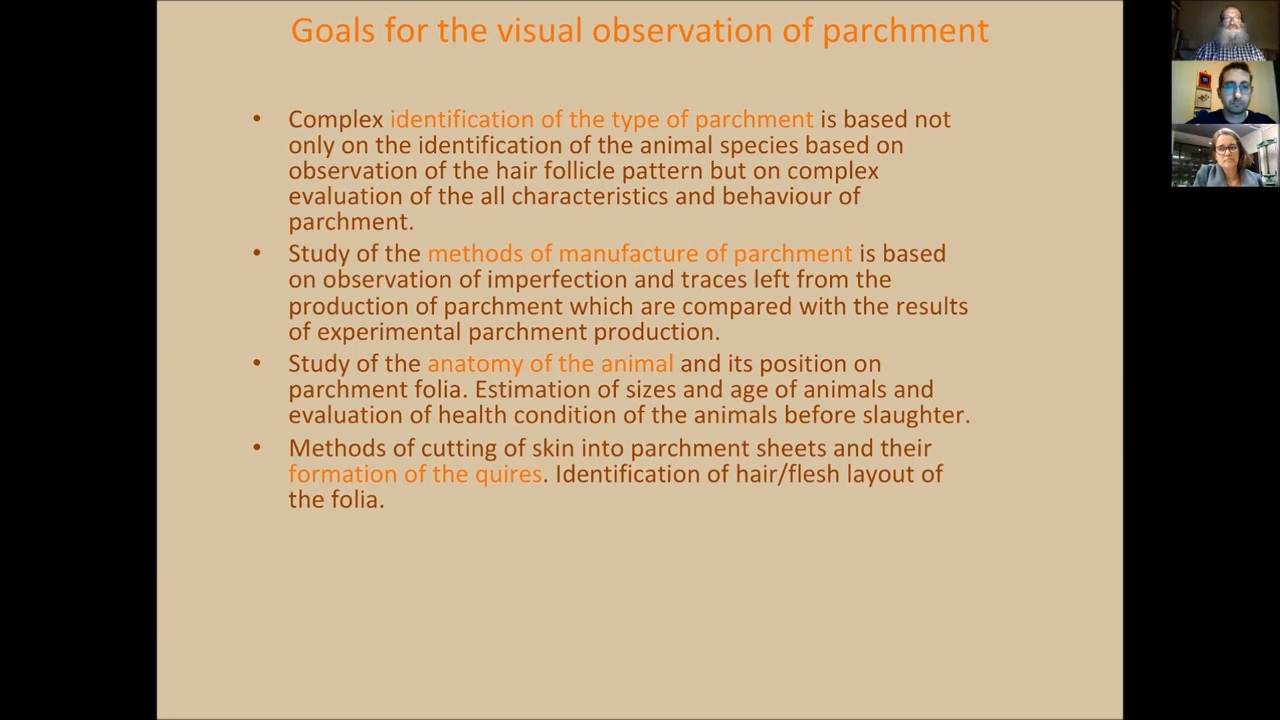 Goals for the visual observation of parchment
• Complex identification of the type of parchment is based not
only on the identification of the animal species based on
observation of the hair follicle pattern but on complex
evaluation of the all characteristics and behaviour of
parchment.
• Study of the methods of manufacture of parchment is based
on observation of imperfection and traces left from the
production of parchment which are compared with the results
of experimental parchment production.
• Study of the anatomy of the animal and its position on
parchment folia. Estimation of sizes and age of animals and
evaluation of health condition of the animals before slaughter.
• Methods of cutting of skin into parchment sheets and their
formation of the quires. Identification of hair/flesh layout of
the folia.